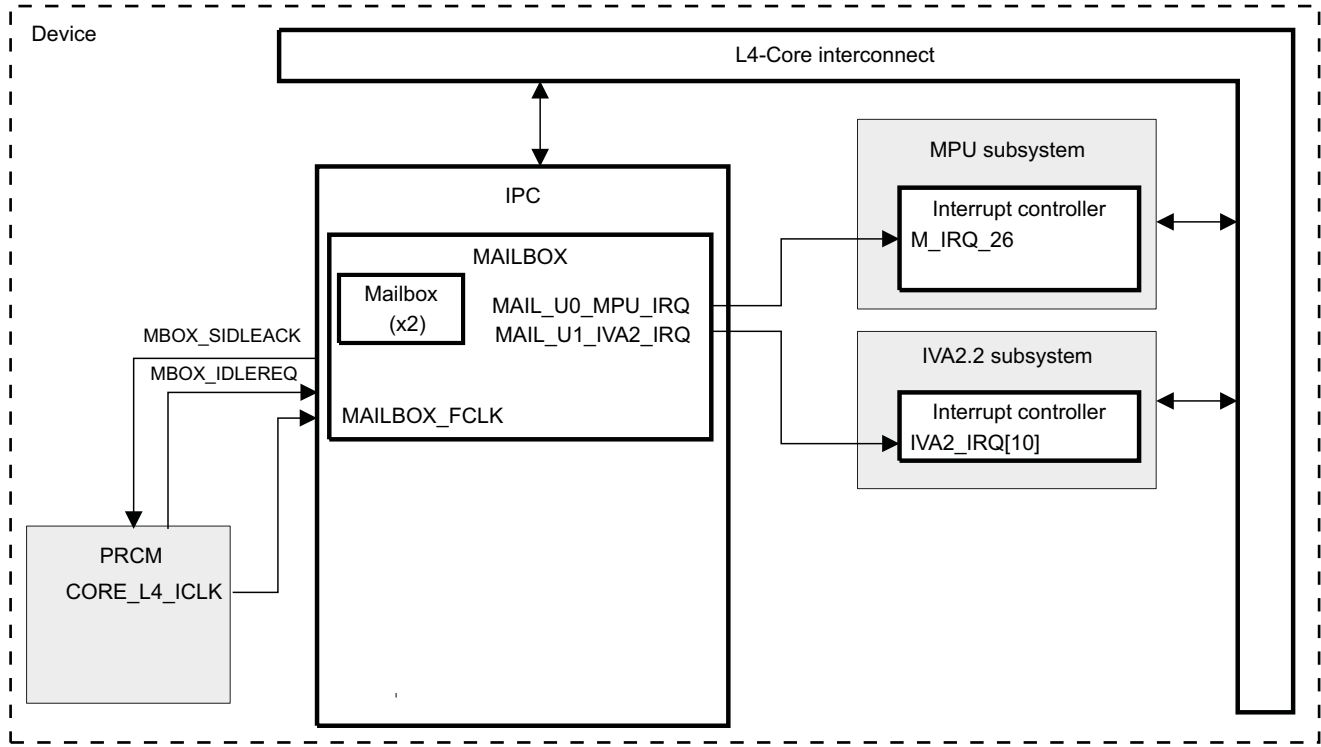 Device
L4-Core interconnect
MPU subsystem
IPC
Interrupt controller
M_IRQ_26
MAILBOX
Mailbox
(x2)
MAIL_U0_MPU_IRQ
MAIL_U1_IVA2_IRQ
MBOX_SIDLEACK
IVA2.2 subsystem
MBOX_IDLEREQ
MAILBOX_FCLK
Interrupt controller
IVA2_IRQ[10]
PRCM
CORE_L4_ICLK